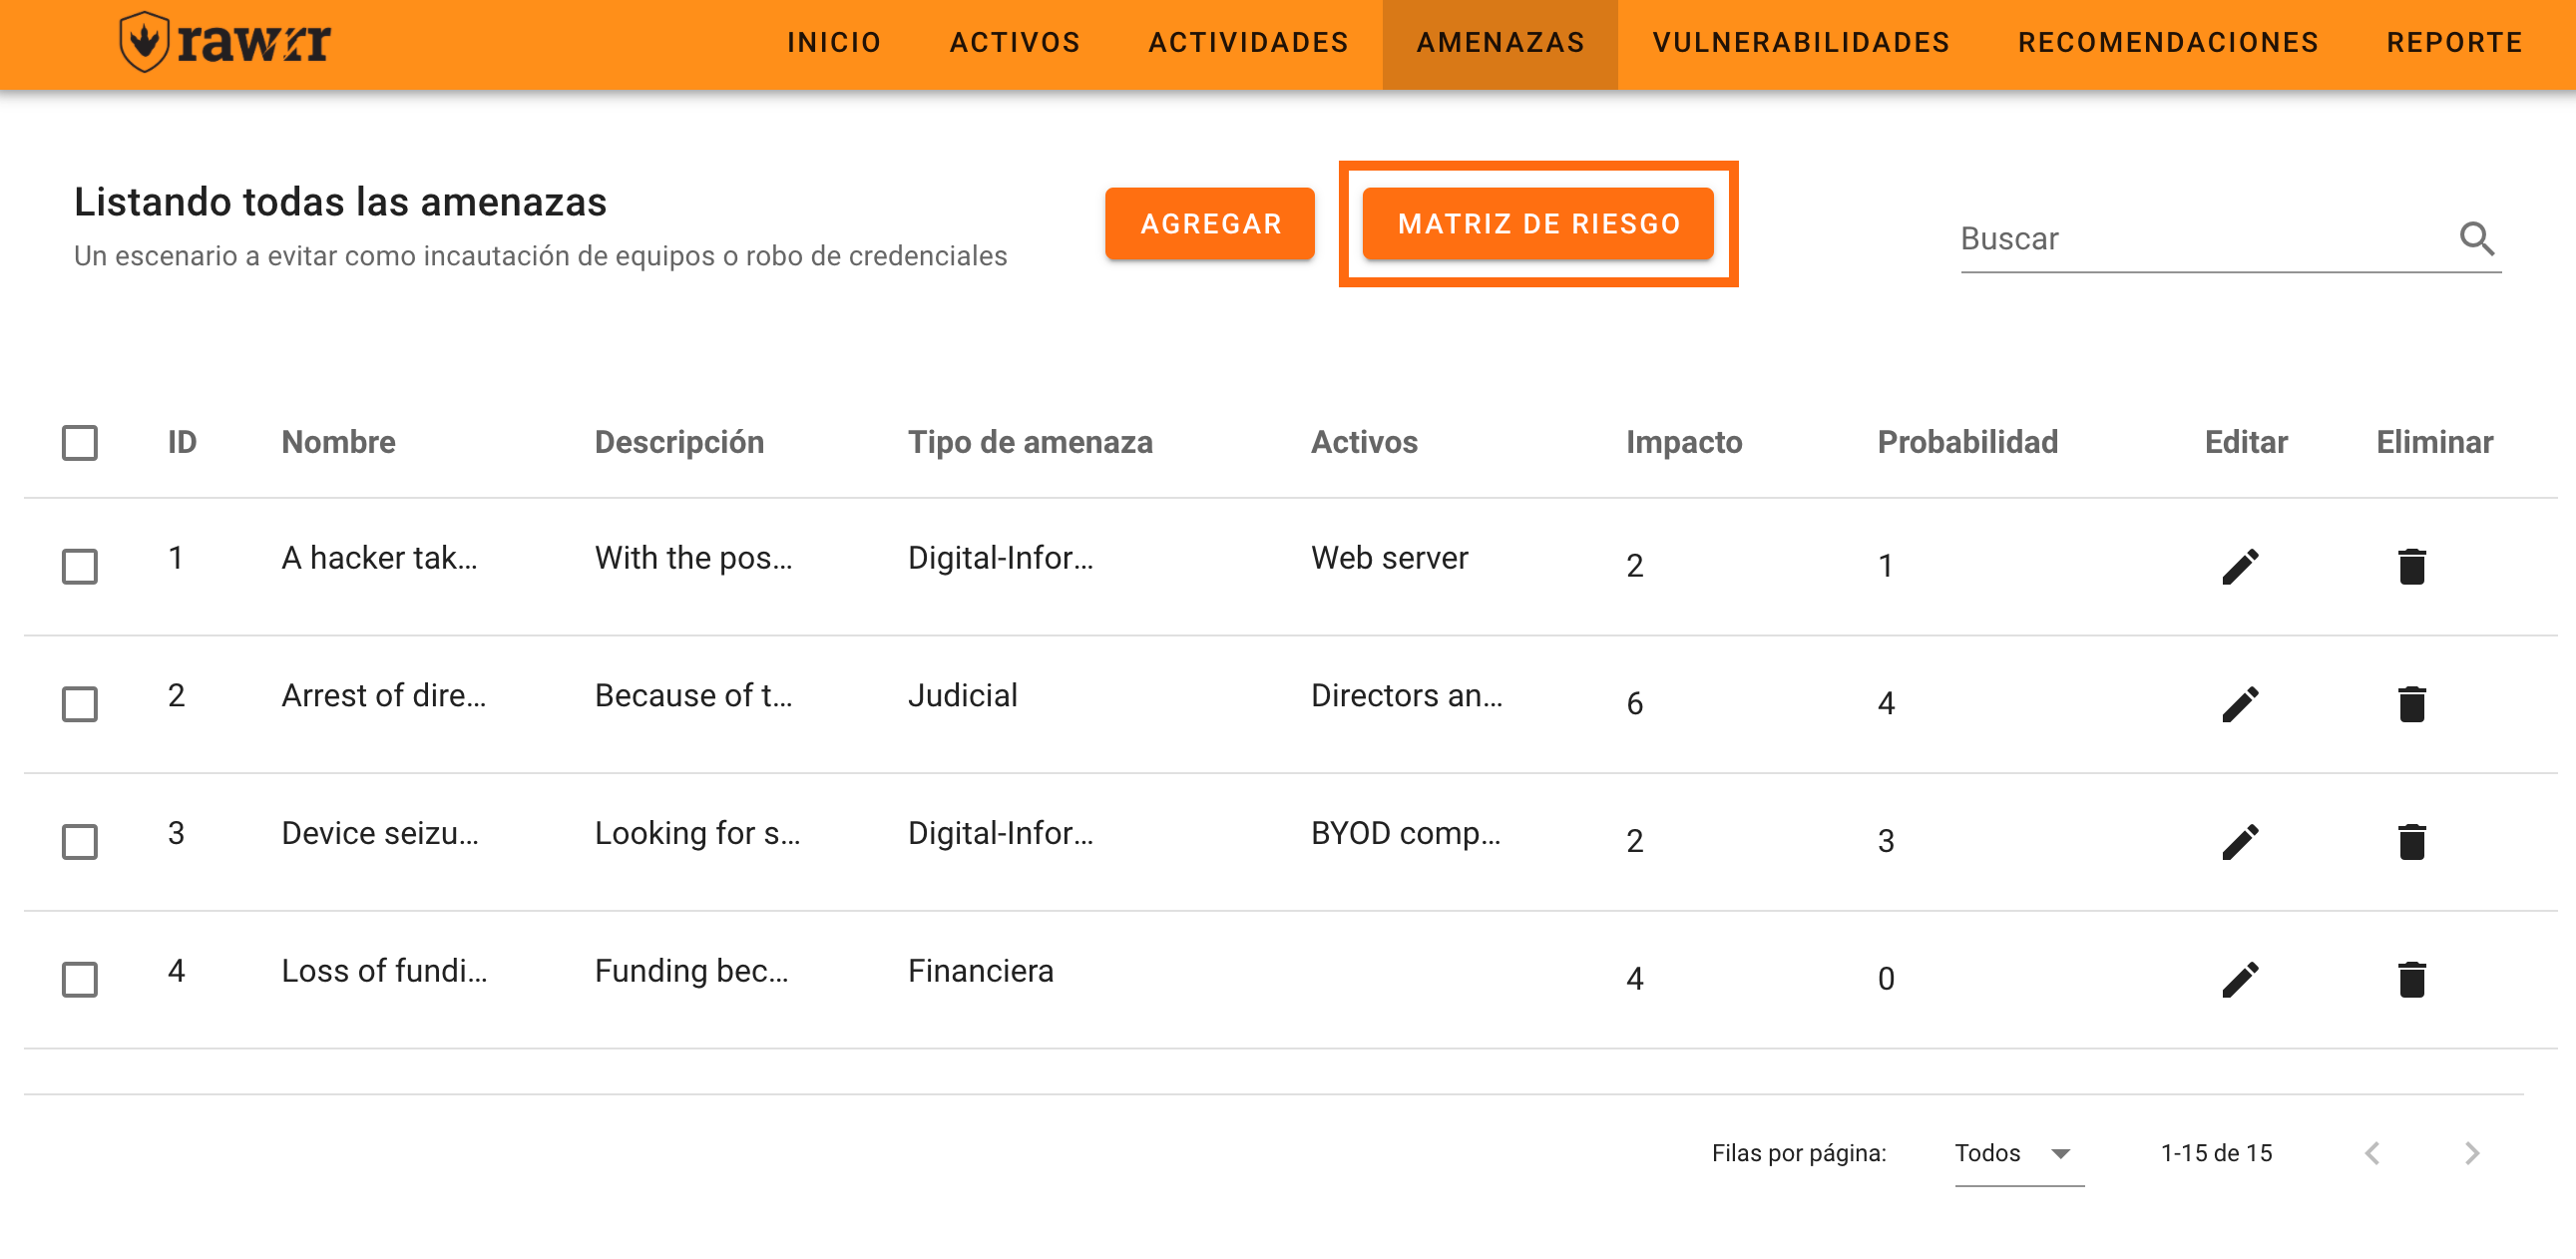 rawrr INICIO ACTIVOS ACTIVIDADES AMENAZAS VULNERABILIDADES RECOMENDACIONES REPORTE
Listando todas las amenazas
Un escenario a evitar como incautación de equipos o robo de credenciales
AGREGAR MATRIZ DE RIESGO Buscar
ID Nombre Descripción Tipo de amenaza Activos Impacto Probabilidad Editar Eliminar
1 A hacker tak... With the pos... Digital-Infor... Web server 2 1
2 Arrest of dire... Because of t... Judicial Directors an... 6 4
3 Device seizu... Looking for s... Digital-Infor... BYOD comp... 2 3
4 Loss of fundi... Funding bec... Financiera 4 0
Filas por página: Todos 1-15 de 15